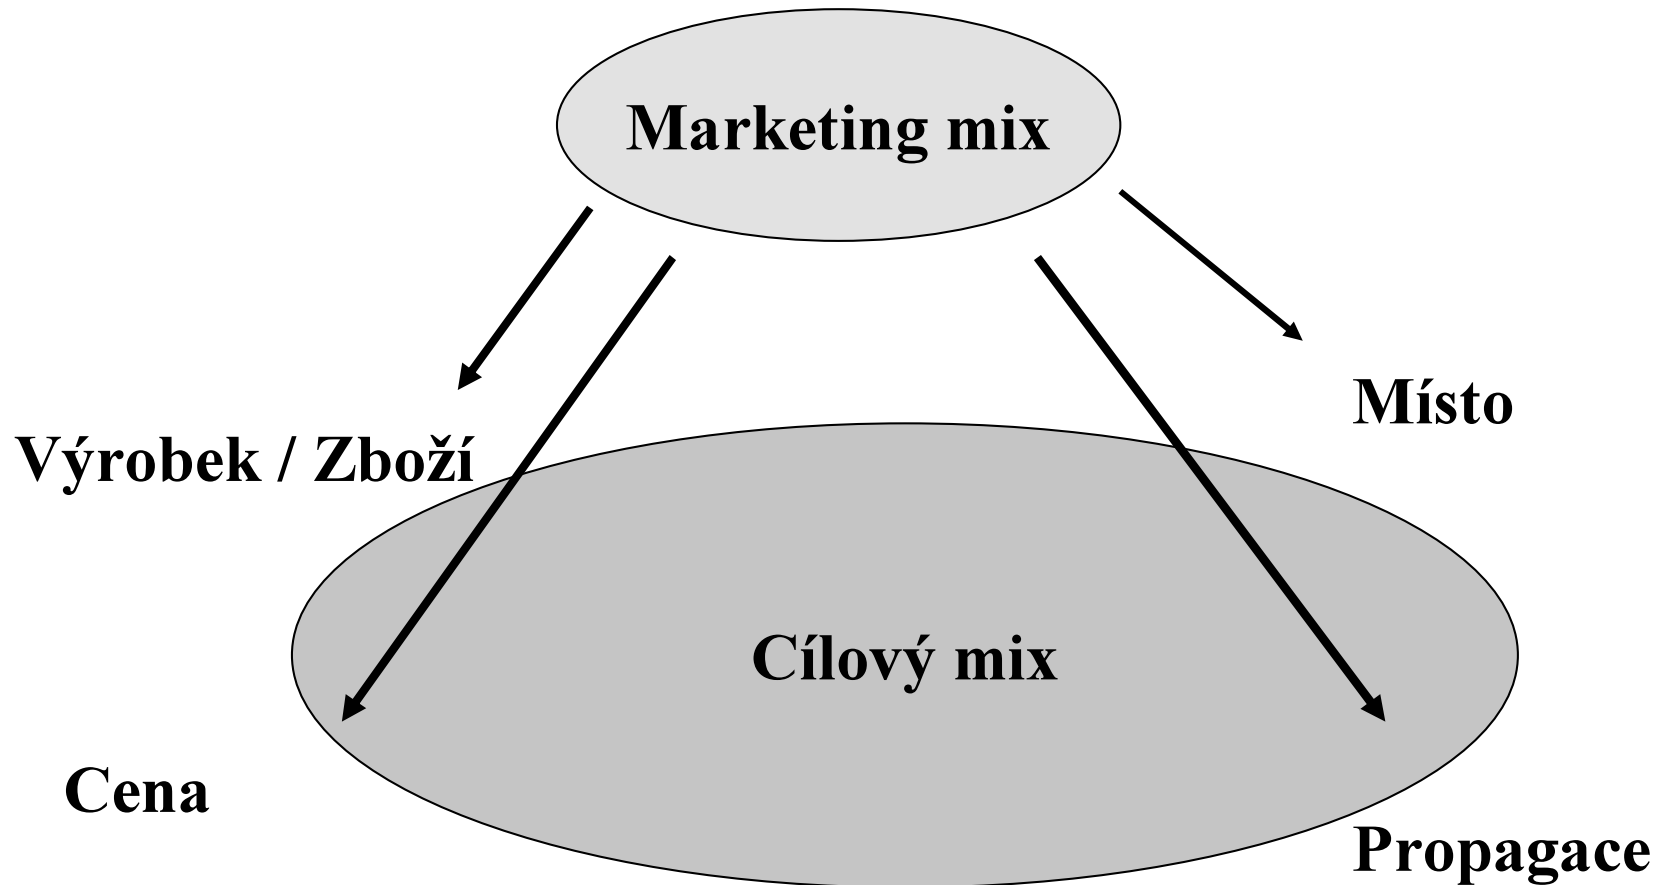 Marketing mix
Místo
Výrobek / Zboží
Cílový mix
Cena
Propagace